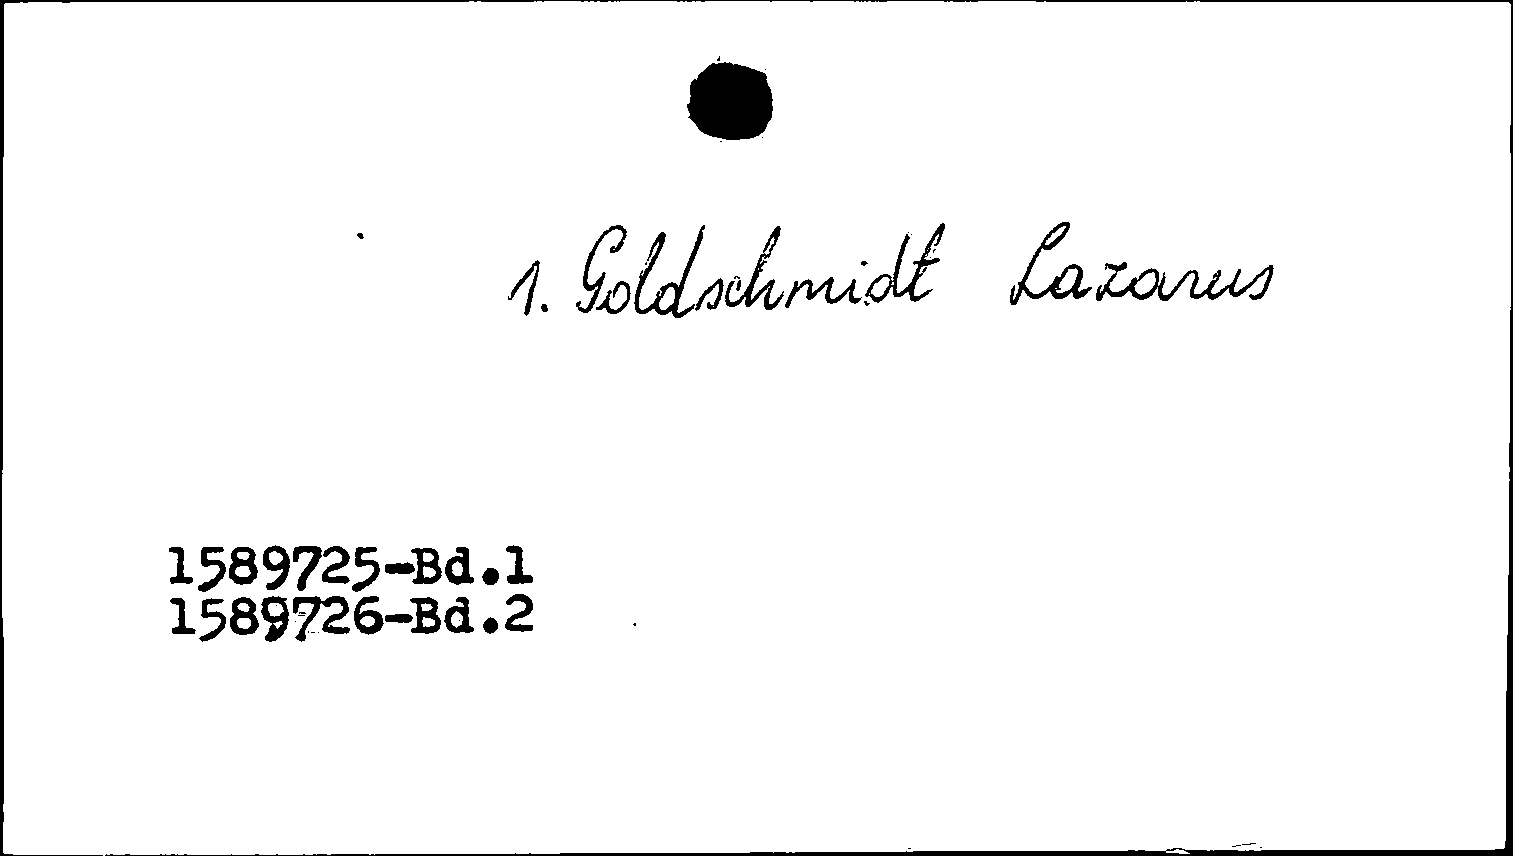 1. Goldschmidt Lazarus
1589725-Bd.1
1589726-Bd.2